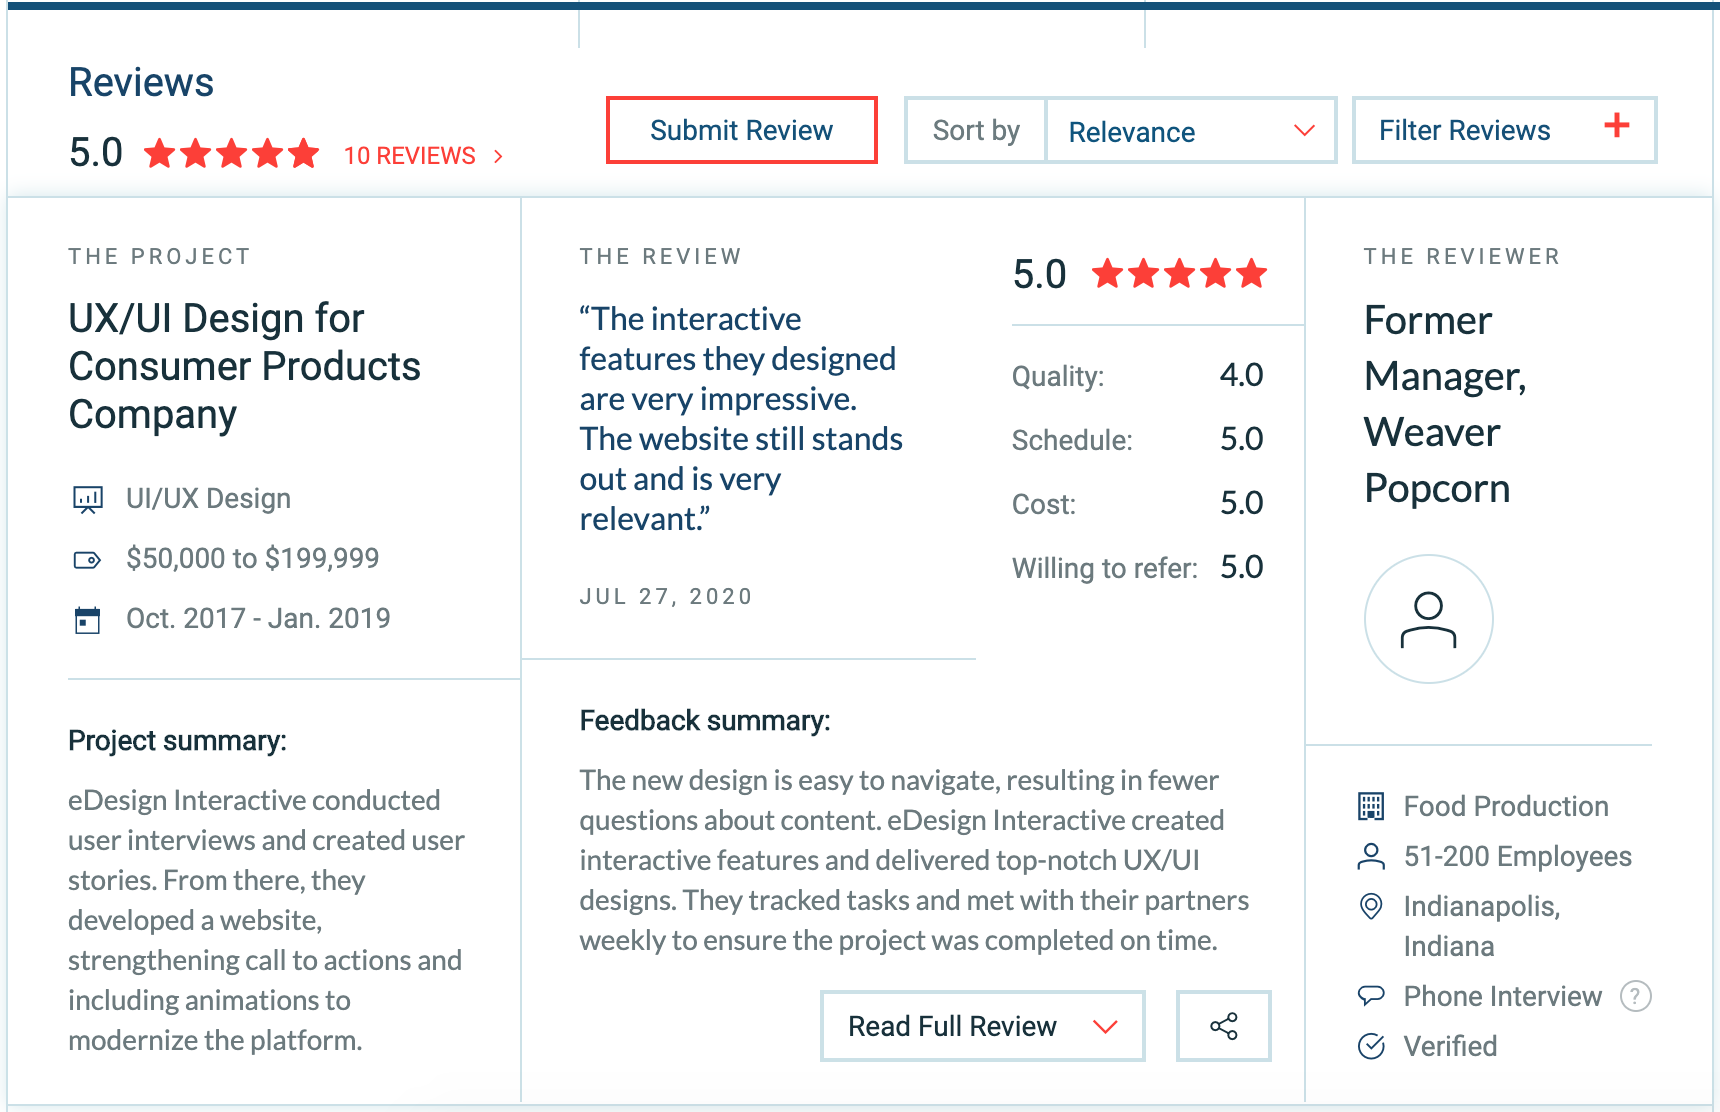 Reviews
5.0
10 REVIEWS
Submit Review
Sort by
Relevance
Filter Reviews
THE PROJECT
UX/UI Design for
Consumer Products
Company
UI/UX Design
$50,000 to $199,999
Oct. 2017 - Jan. 2019
Project summary:
eDesign Interactive conducted
user interviews and created user
stories. From there, they
developed a website,
strengthening call to actions and
including animations to
modernize the platform.
THE REVIEW
“The interactive
features they designed
are very impressive.
The website still stands
out and is very
relevant.”
JUL 27, 2020
5.0
Quality: 4.0
Schedule: 5.0
Cost: 5.0
Willing to refer: 5.0
Feedback summary:
The new design is easy to navigate, resulting in fewer
questions about content. eDesign Interactive created
interactive features and delivered top-notch UX/UI
designs. They tracked tasks and met with their partners
weekly to ensure the project was completed on time.
Read Full Review
THE REVIEWER
Former
Manager,
Weaver
Popcorn
Food Production
51-200 Employees
Indianapolis,
Indiana
Phone Interview ?
Verified